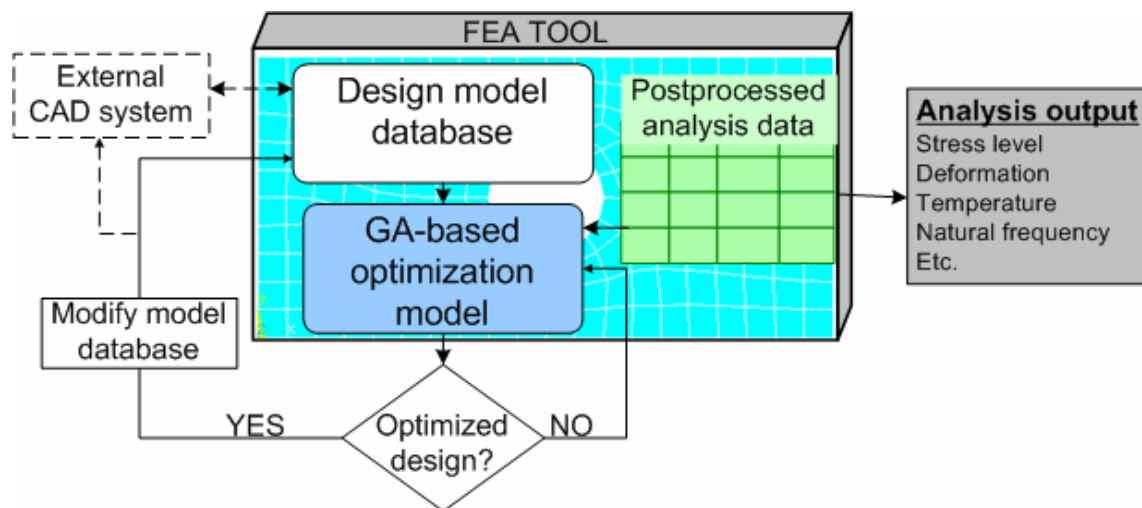 FEA TOOL
External
CAD system
Design model
database
Postprocessed
analysis data
Analysis output
Stress level
Deformation
Temperature
Natural frequency
Etc.
GA-based
optimization
model
Modify model
database
YES
Optimized
design?
NO
X